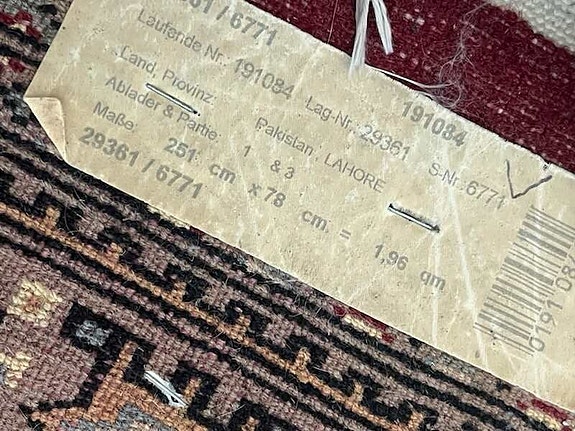 29361 / 6771 191084
Laufende Nr.: 191084 Lag-Nr.: 29361 S-Nr.: 6771
Land, Provinz: Pakistan, LAHORE
Ablader & Partie: 1 & 3
Maße: 251 cm x 78 cm = 1,96 qm
29361 / 6771